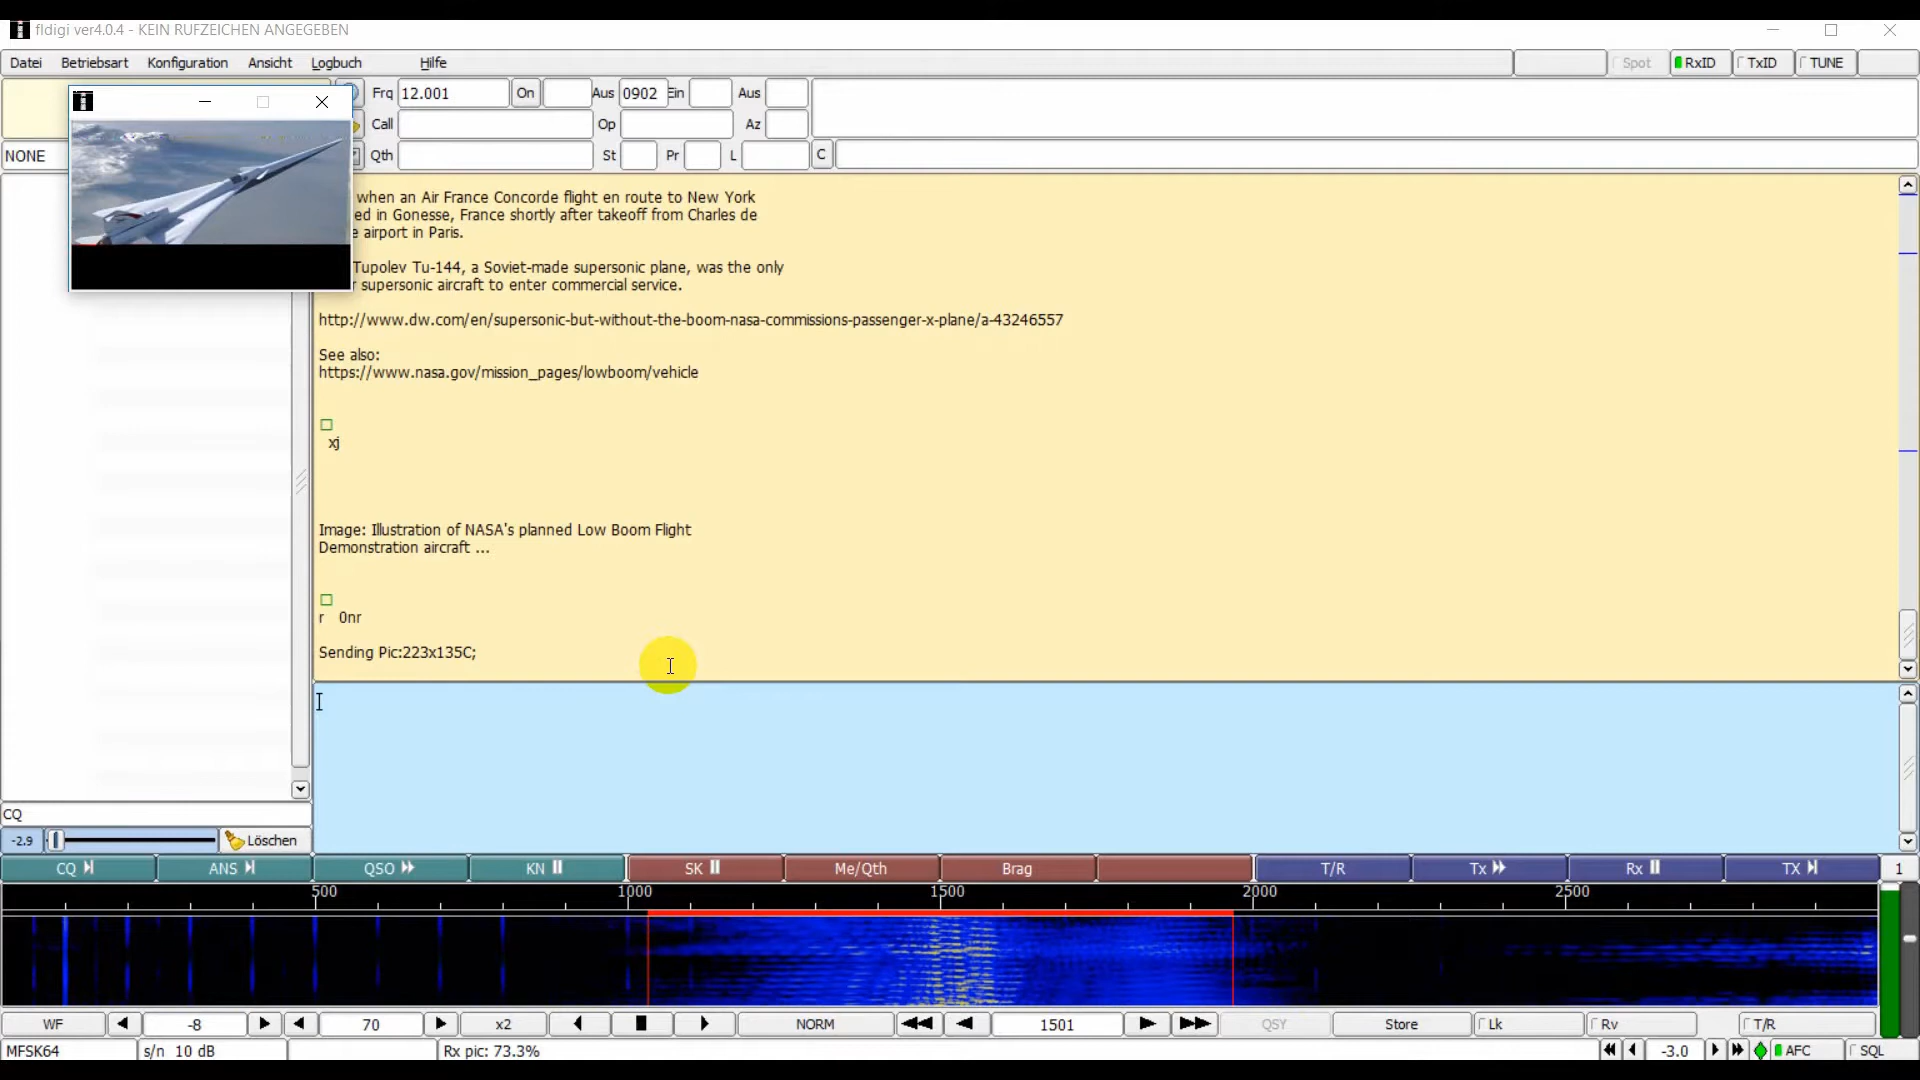 fldigi ver4.0.4 - KEIN RUFZEICHEN ANGEGEBEN
Datei Betriebsart Konfiguration Ansicht Logbuch Hilfe Spot RxID TxID TUNE
Frq 12.001 On Aus 0902 Ein Aus
Call Op Az
NONE Qth St Pr L C
when an Air France Concorde flight en route to New York
ed in Gonesse, France shortly after takeoff from Charles de
e airport in Paris.
Tupolev Tu-144, a Soviet-made supersonic plane, was the only
r supersonic aircraft to enter commercial service.
http://www.dw.com/en/supersonic-but-without-the-boom-nasa-commissions-passenger-x-plane/a-43246557
See also:
https://www.nasa.gov/mission_pages/lowboom/vehicle
xj
Image: Illustration of NASA's planned Low Boom Flight
Demonstration aircraft ...
r 0nr
Sending Pic:223x135C;
CQ
-2.9 Löschen
CQ ANS QSO KN SK Me/Qth Brag T/R Tx Rx TX 1
500 1000 1500 2000 2500
WF -8 70 x2 NORM 1501 QSY Store Lk Rv T/R
MFSK64 s/n 10 dB Rx pic: 73.3% -3.0 AFC SQL